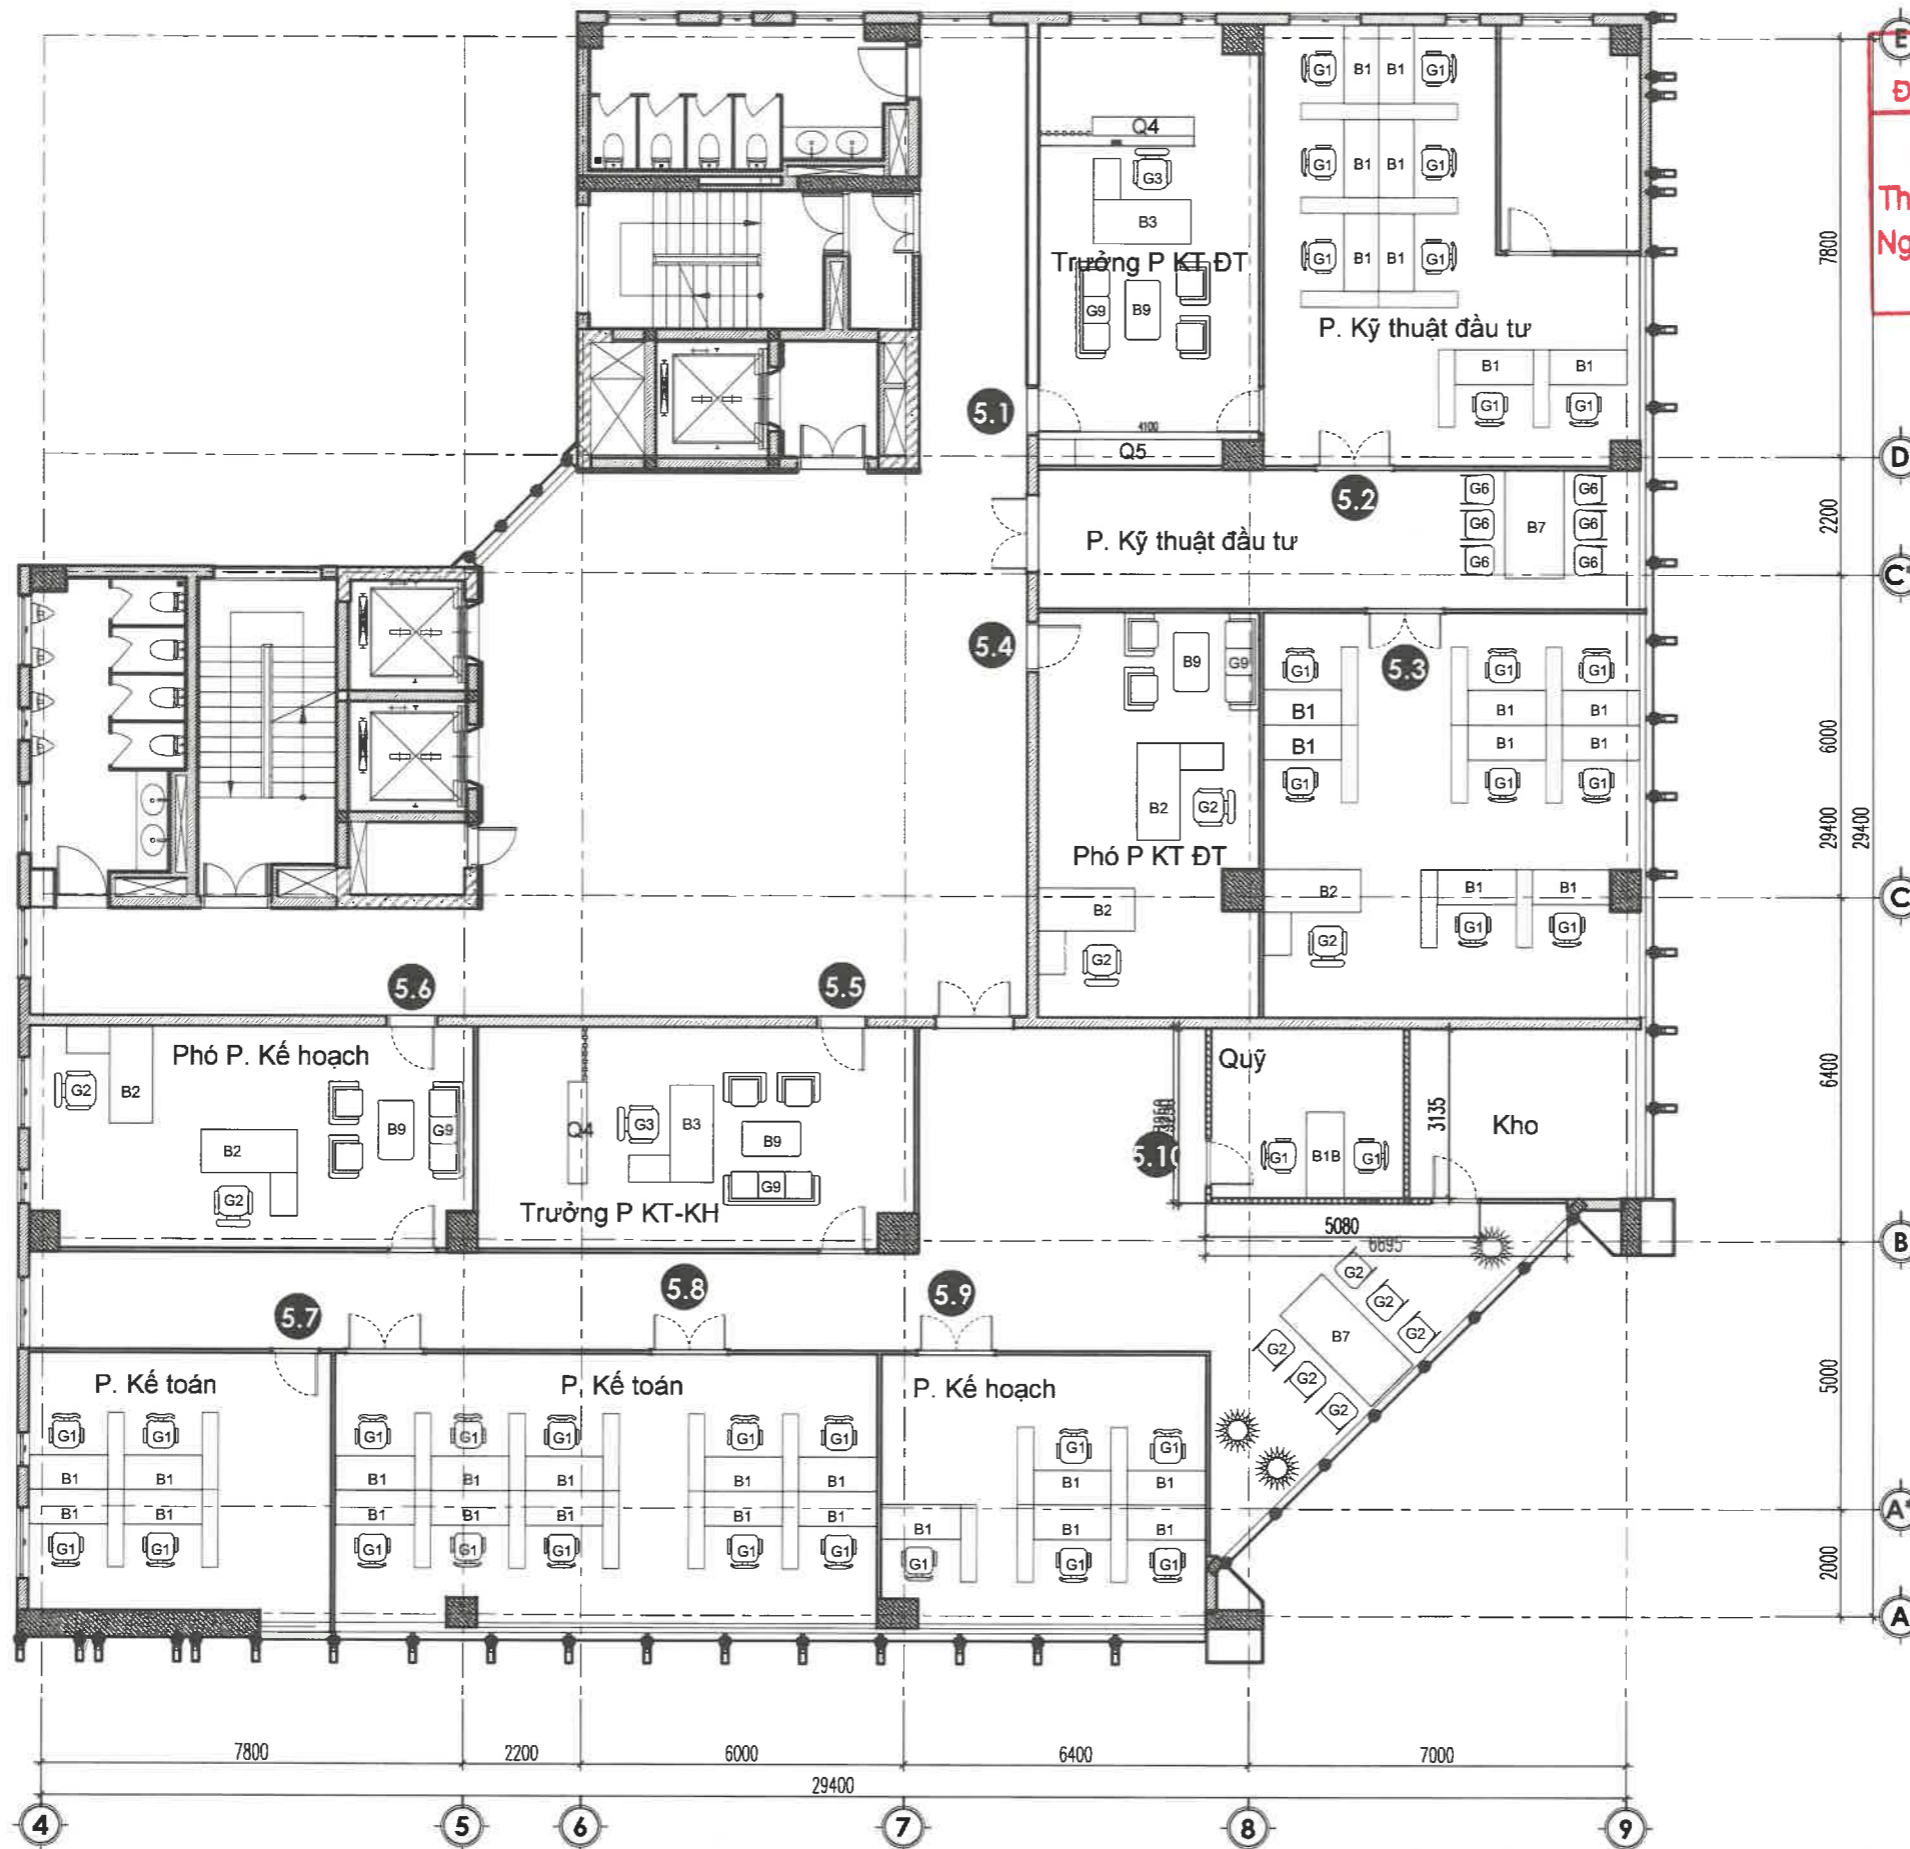 E
Đ
Th
Ng
G1 B1 B1 G1
Q4
G3
G1 B1 B1 G1
B3
Trưởng P KT ĐT
G1 B1 B1 G1
G9 B9
P. Kỹ thuật đầu tư
7800
B1 B1
G1 G1
5.1
4100
Q5
D
5.2
G6 G6
G6 B7 G6
G6 G6
P. Kỹ thuật đầu tư
2200
5.4
B9 G9
5.3
G1 G1 G1
B1 B1 B1
B1 B1 B1
G1 G1 G1
6000
B2 G2
29400
29400
Phó P KT ĐT
B2
G2
B2 B1 B1
G2 G1 G1
C
5.6
5.5
Phó P. Kế hoạch
G2 B2
B2
G2
B9 G9
Q4 G3 B3 B9
G9
Trưởng P KT-KH
Quỹ
5.10
G1 B1B G1
3135
Kho
6400
5080
6695
B
5.7
5.8
5.9
G2
G2
G2
B7
G2
G2
G2
P. Kế toán
P. Kế toán
P. Kế hoạch
5000
G1 G1 G1 G1 G1 G1 G1 G1 G1
B1 B1 B1 B1 B1 B1 B1 B1 B1
B1 B1 B1 B1 B1 B1 B1 B1 B1 B1
G1 G1 G1 G1 G1 G1 G1 G1 G1 G1
2000
A
7800 2200 6000 6400 7000
29400
4 5 6 7 8 9